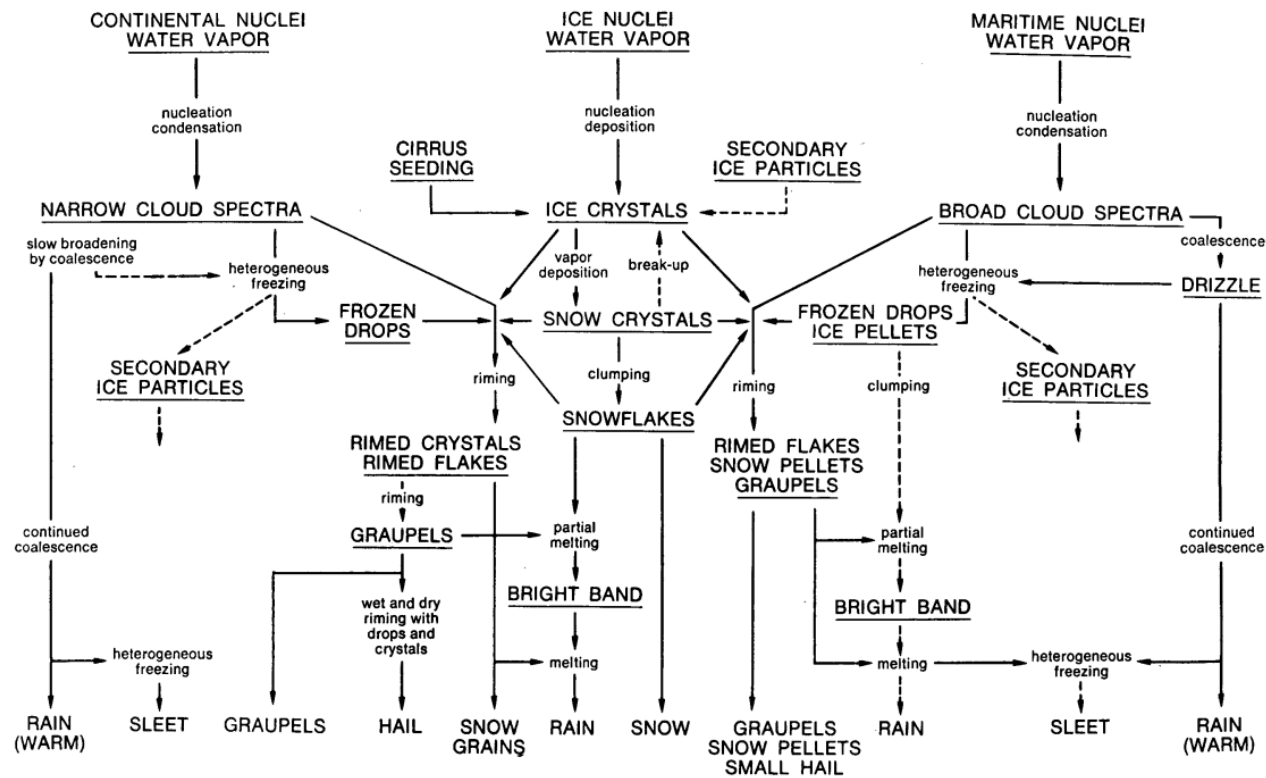 CONTINENTAL NUCLEI
WATER VAPOR
ICE NUCLEI
WATER VAPOR
MARITIME NUCLEI
WATER VAPOR
nucleation
condensation
nucleation
deposition
nucleation
condensation
CIRRUS
SEEDING
SECONDARY
ICE PARTICLES
NARROW CLOUD SPECTRA
ICE CRYSTALS
BROAD CLOUD SPECTRA
slow broadening
by coalescence
heterogeneous
freezing
vapor
deposition
break-up
heterogeneous
freezing
coalescence
DRIZZLE
FROZEN
DROPS
SNOW CRYSTALS
FROZEN DROPS
ICE PELLETS
SECONDARY
ICE PARTICLES
riming
clumping
riming
clumping
SECONDARY
ICE PARTICLES
SNOWFLAKES
RIMED CRYSTALS
RIMED FLAKES
RIMED FLAKES
SNOW PELLETS
GRAUPELS
riming
continued
coalescence
GRAUPELS
partial
melting
partial
melting
continued
coalescence
wet and dry
riming with
drops and
crystals
BRIGHT BAND
BRIGHT BAND
heterogeneous
freezing
melting
melting
heterogeneous
freezing
RAIN
(WARM)
SLEET
GRAUPELS
HAIL
SNOW
GRAINS
RAIN
SNOW
GRAUPELS
SNOW PELLETS
SMALL HAIL
RAIN
SLEET
RAIN
(WARM)